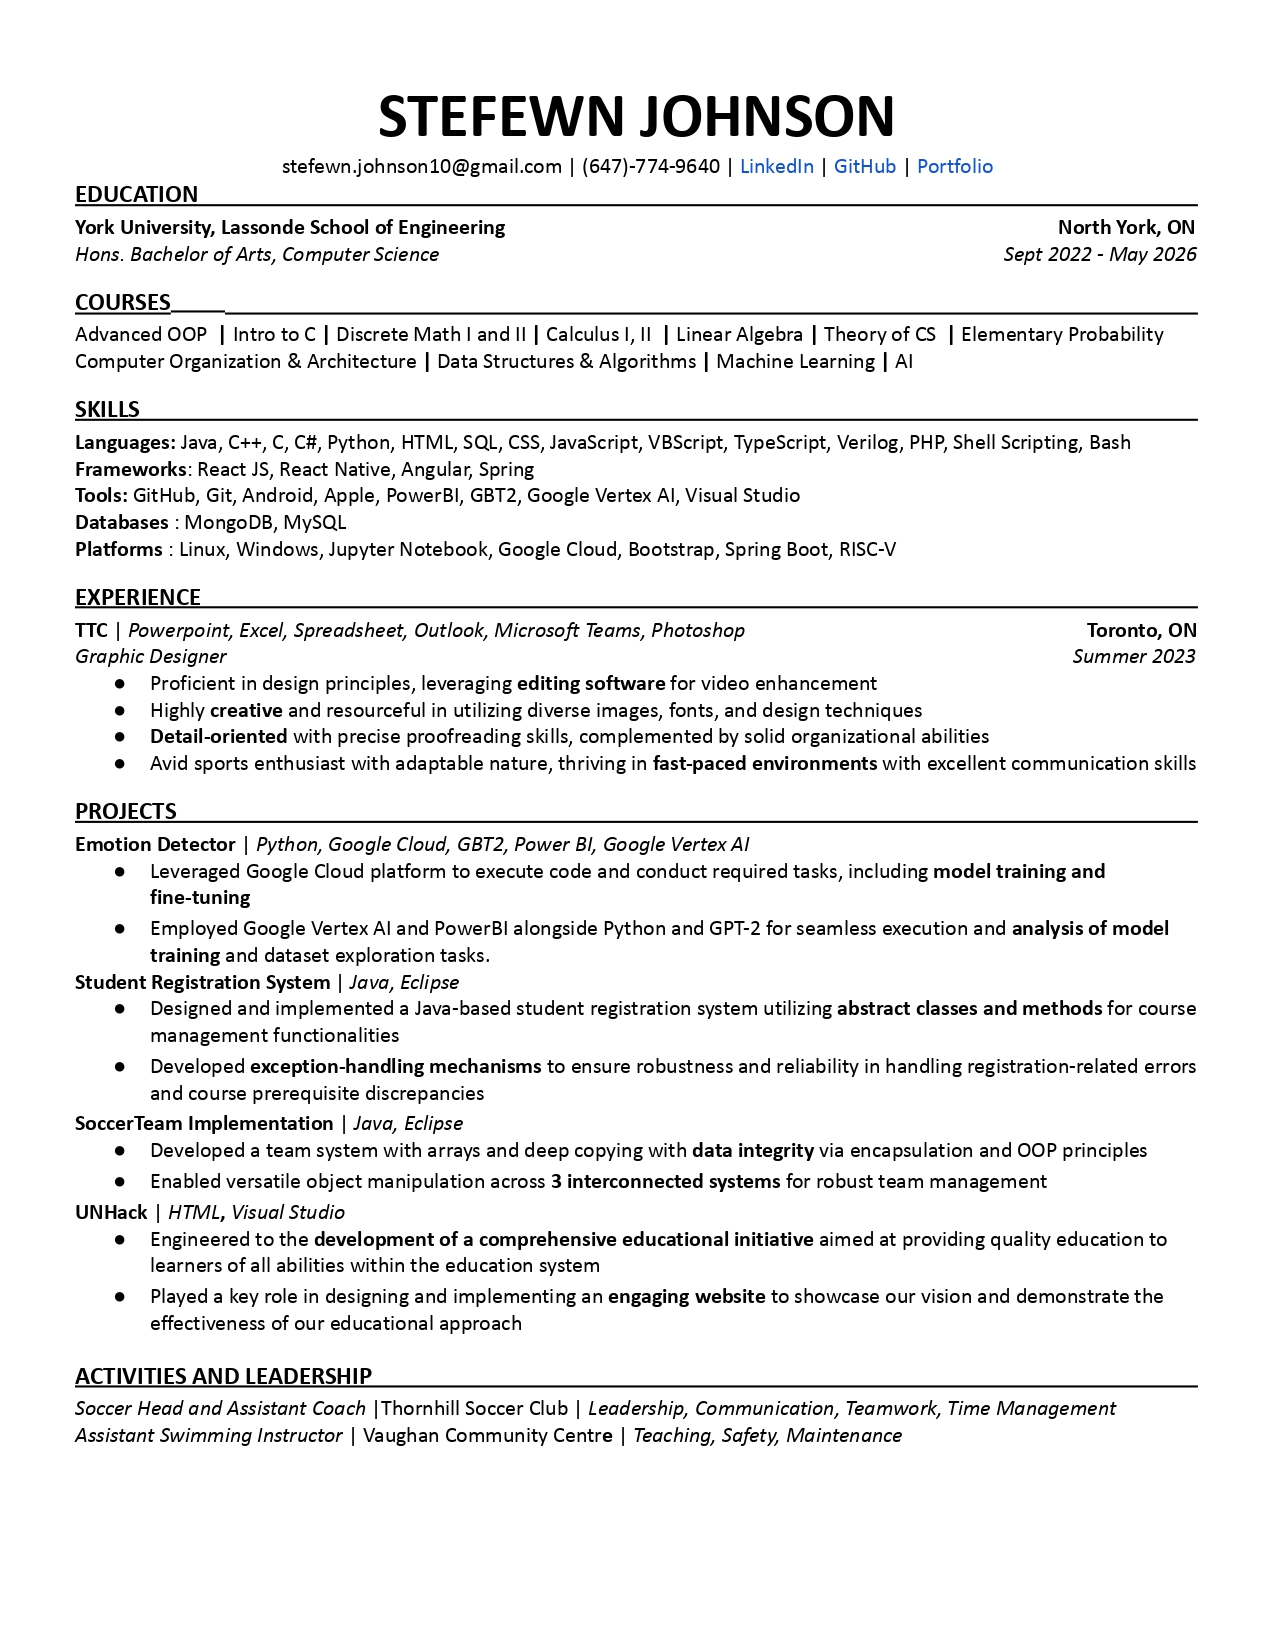 STEFEWN JOHNSON
stefewn.johnson10@gmail.com | (647)-774-9640 | LinkedIn | GitHub | Portfolio
EDUCATION
York University, Lassonde School of Engineering North York, ON
Hons. Bachelor of Arts, Computer Science Sept 2022 - May 2026
COURSES
Advanced OOP | Intro to C | Discrete Math I and II | Calculus I, II | Linear Algebra | Theory of CS | Elementary Probability
Computer Organization & Architecture | Data Structures & Algorithms | Machine Learning | AI
SKILLS
Languages: Java, C++, C, C#, Python, HTML, SQL, CSS, JavaScript, VBScript, TypeScript, Verilog, PHP, Shell Scripting, Bash
Frameworks: React JS, React Native, Angular, Spring
Tools: GitHub, Git, Android, Apple, PowerBI, GBT2, Google Vertex AI, Visual Studio
Databases : MongoDB, MySQL
Platforms : Linux, Windows, Jupyter Notebook, Google Cloud, Bootstrap, Spring Boot, RISC-V
EXPERIENCE
TTC | Powerpoint, Excel, Spreadsheet, Outlook, Microsoft Teams, Photoshop Toronto, ON
Graphic Designer Summer 2023
● Proficient in design principles, leveraging editing software for video enhancement
● Highly creative and resourceful in utilizing diverse images, fonts, and design techniques
● Detail-oriented with precise proofreading skills, complemented by solid organizational abilities
● Avid sports enthusiast with adaptable nature, thriving in fast-paced environments with excellent communication skills
PROJECTS
Emotion Detector | Python, Google Cloud, GBT2, Power BI, Google Vertex AI
● Leveraged Google Cloud platform to execute code and conduct required tasks, including model training and
fine-tuning
● Employed Google Vertex AI and PowerBI alongside Python and GPT-2 for seamless execution and analysis of model
training and dataset exploration tasks.
Student Registration System | Java, Eclipse
● Designed and implemented a Java-based student registration system utilizing abstract classes and methods for course
management functionalities
● Developed exception-handling mechanisms to ensure robustness and reliability in handling registration-related errors
and course prerequisite discrepancies
SoccerTeam Implementation | Java, Eclipse
● Developed a team system with arrays and deep copying with data integrity via encapsulation and OOP principles
● Enabled versatile object manipulation across 3 interconnected systems for robust team management
UNHack | HTML, Visual Studio
● Engineered to the development of a comprehensive educational initiative aimed at providing quality education to
learners of all abilities within the education system
● Played a key role in designing and implementing an engaging website to showcase our vision and demonstrate the
effectiveness of our educational approach
ACTIVITIES AND LEADERSHIP
Soccer Head and Assistant Coach |Thornhill Soccer Club | Leadership, Communication, Teamwork, Time Management
Assistant Swimming Instructor | Vaughan Community Centre | Teaching, Safety, Maintenance